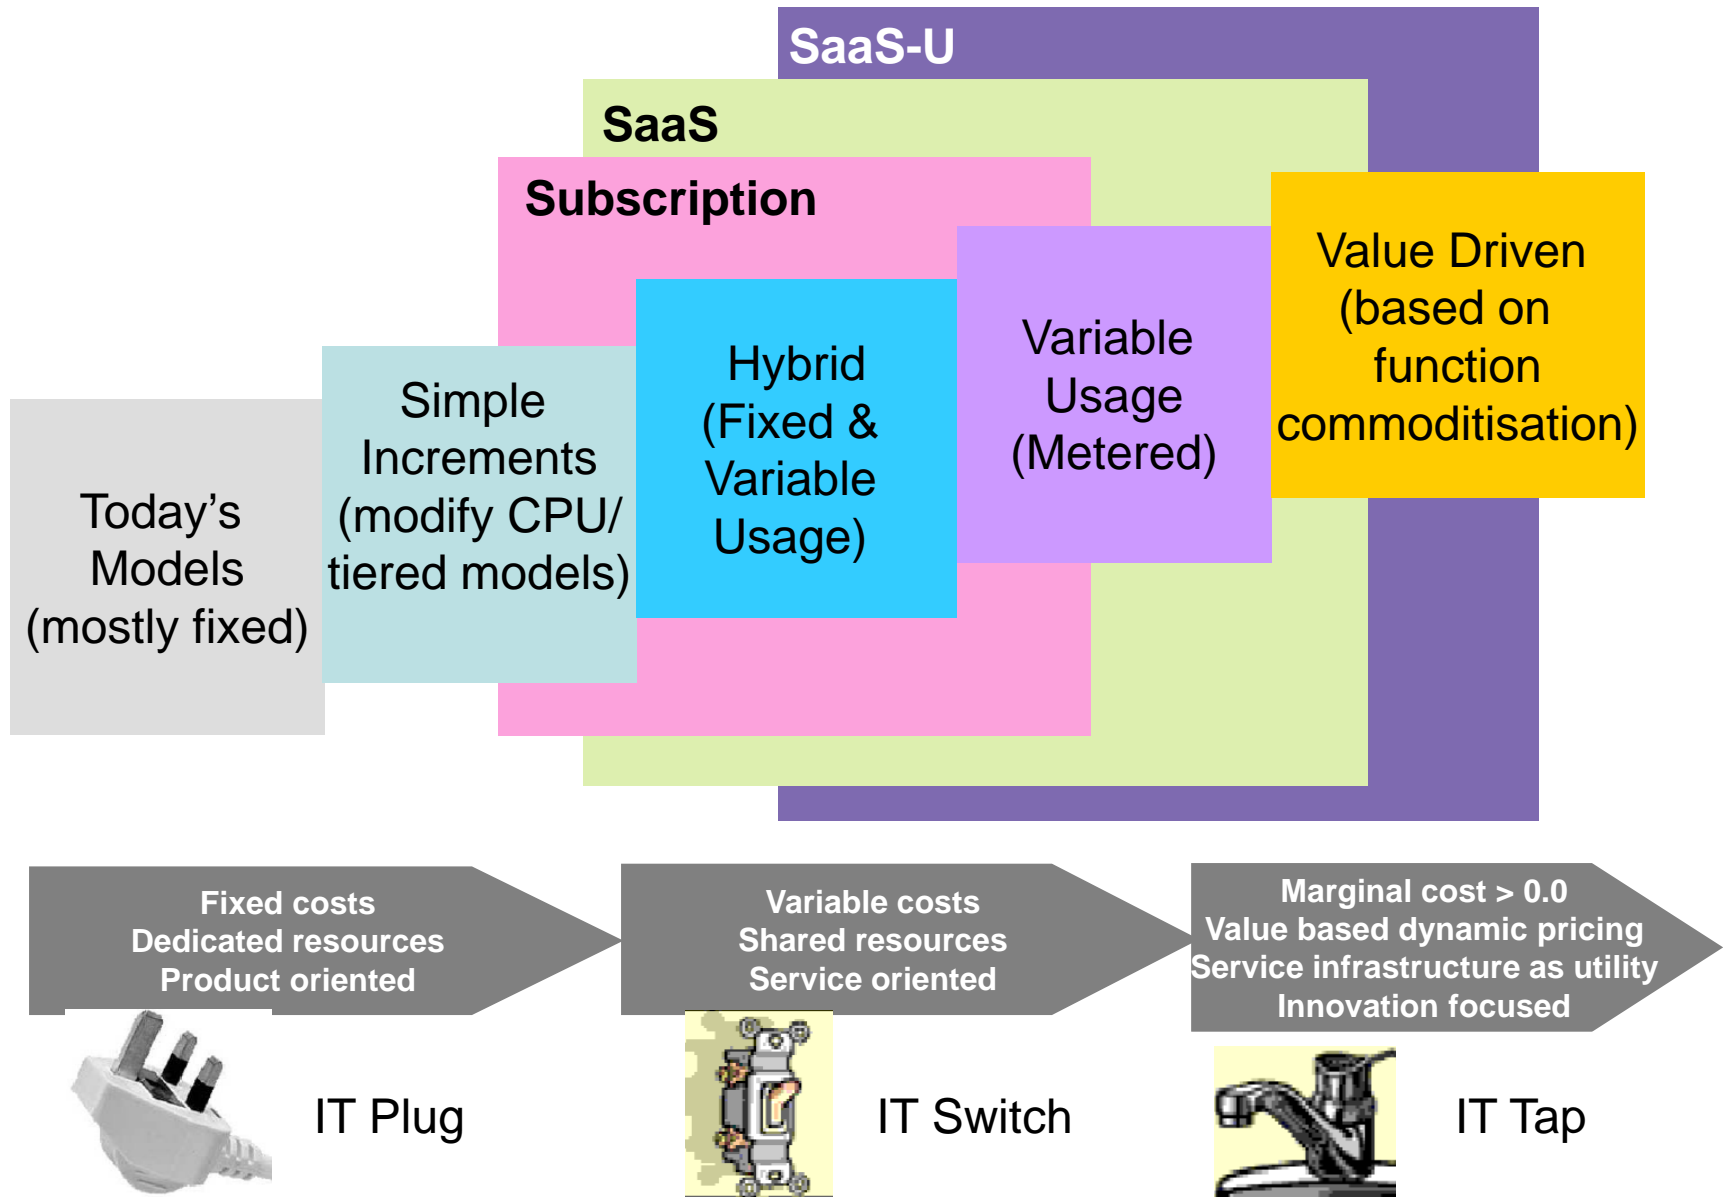 SaaS-U
SaaS
Subscription
Today’s
Models
(mostly fixed)
Simple
Increments
(modify CPU/
tiered models)
Hybrid
(Fixed &
Variable
Usage)
Variable
Usage
(Metered)
Value Driven
(based on
function
commoditisation)
Fixed costs
Dedicated resources
Product oriented
Variable costs
Shared resources
Service oriented
Marginal cost > 0.0
Value based dynamic pricing
Service infrastructure as utility
Innovation focused
IT Plug
IT Switch
IT Tap